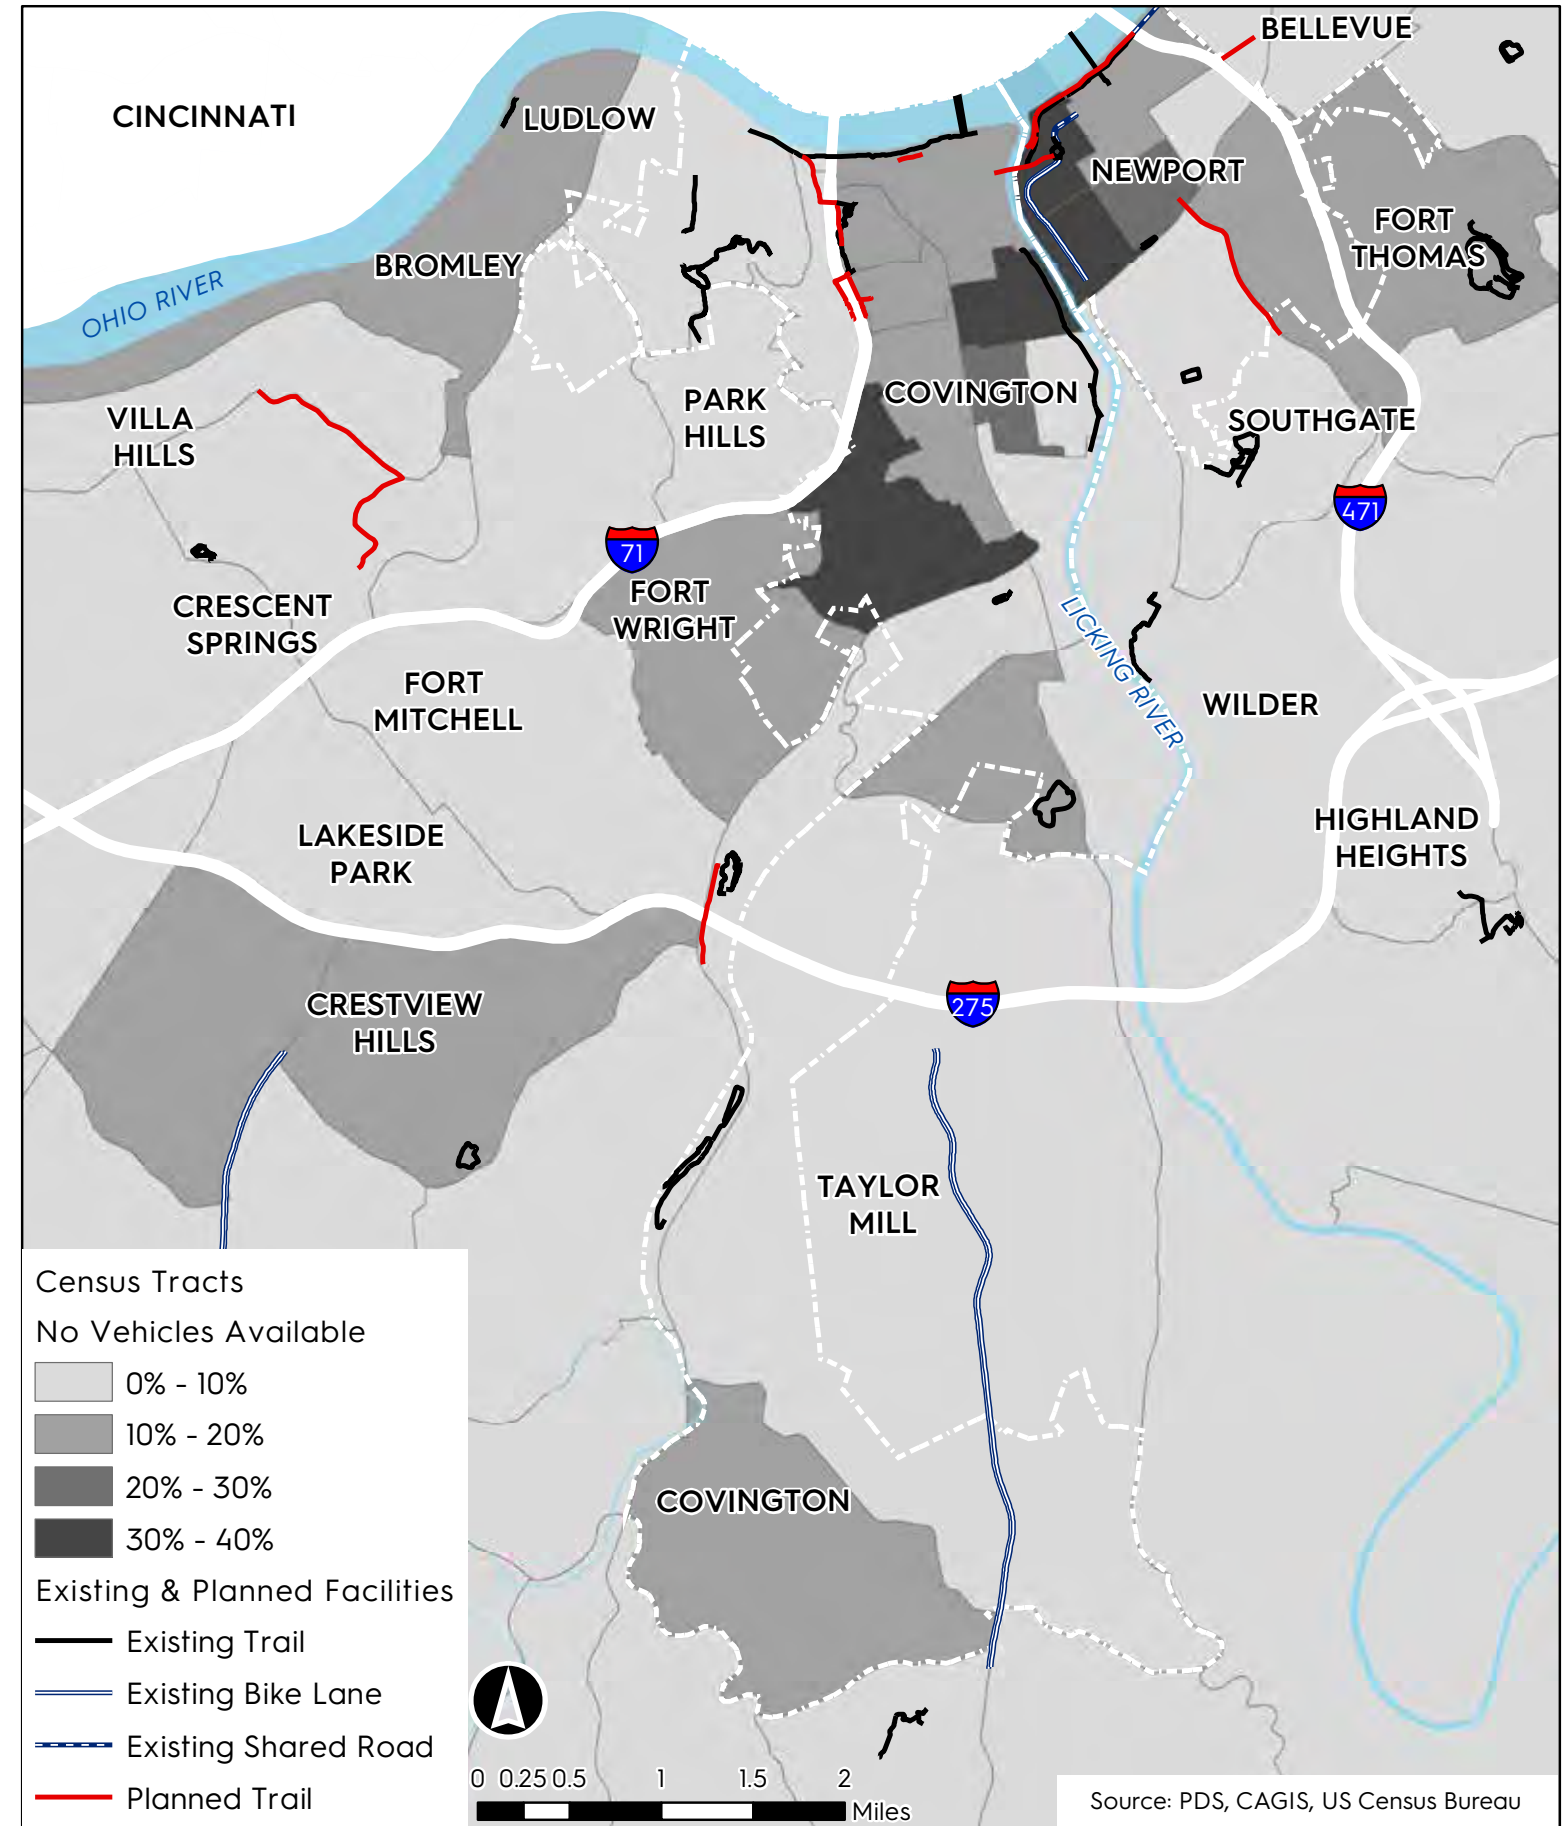 BELLEVUE
CINCINNATI
LUDLOW
NEWPORT
FORT
THOMAS
BROMLEY
OHIO RIVER
PARK
HILLS
COVINGTON
VILLA
HILLS
SOUTHGATE
471
71
FORT
WRIGHT
CRESCENT
SPRINGS
LICKING RIVER
FORT
MITCHELL
WILDER
LAKESIDE
PARK
HIGHLAND
HEIGHTS
CRESTVIEW
HILLS
275
TAYLOR
MILL
COVINGTON
Census Tracts
No Vehicles Available
0% - 10%
10% - 20%
20% - 30%
30% - 40%
Existing & Planned Facilities
Existing Trail
Existing Bike Lane
Existing Shared Road
Planned Trail
0 0.25 0.5 1 1.5 2
Miles
Source: PDS, CAGIS, US Census Bureau